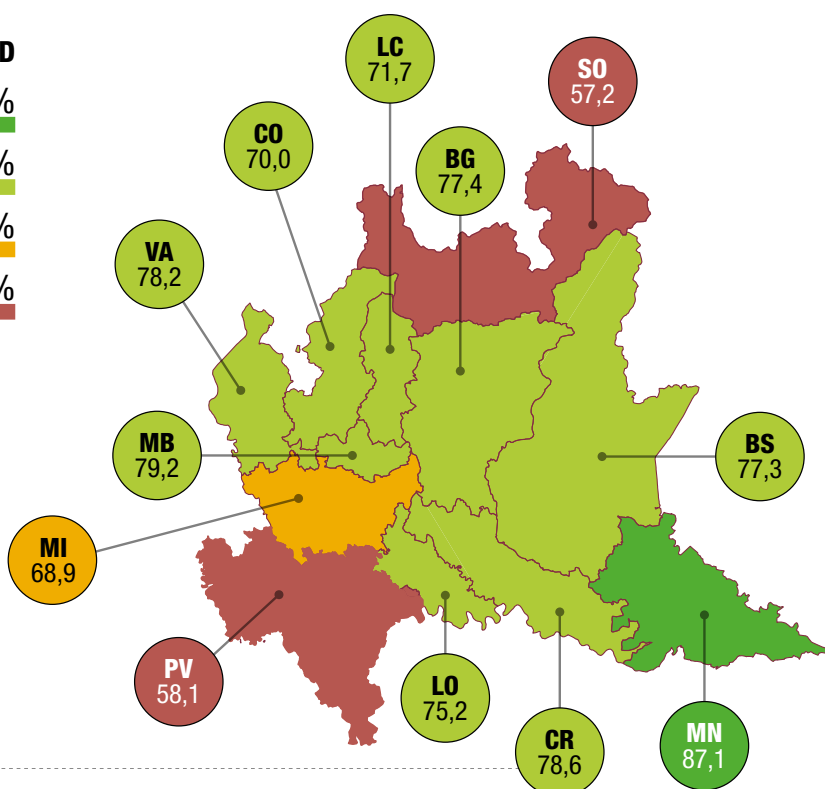 D
%
%
%
%
LC
71,7
SO
57,2
CO
70,0
BG
77,4
VA
78,2
MB
79,2
BS
77,3
MI
68,9
PV
58,1
LO
75,2
CR
78,6
MN
87,1